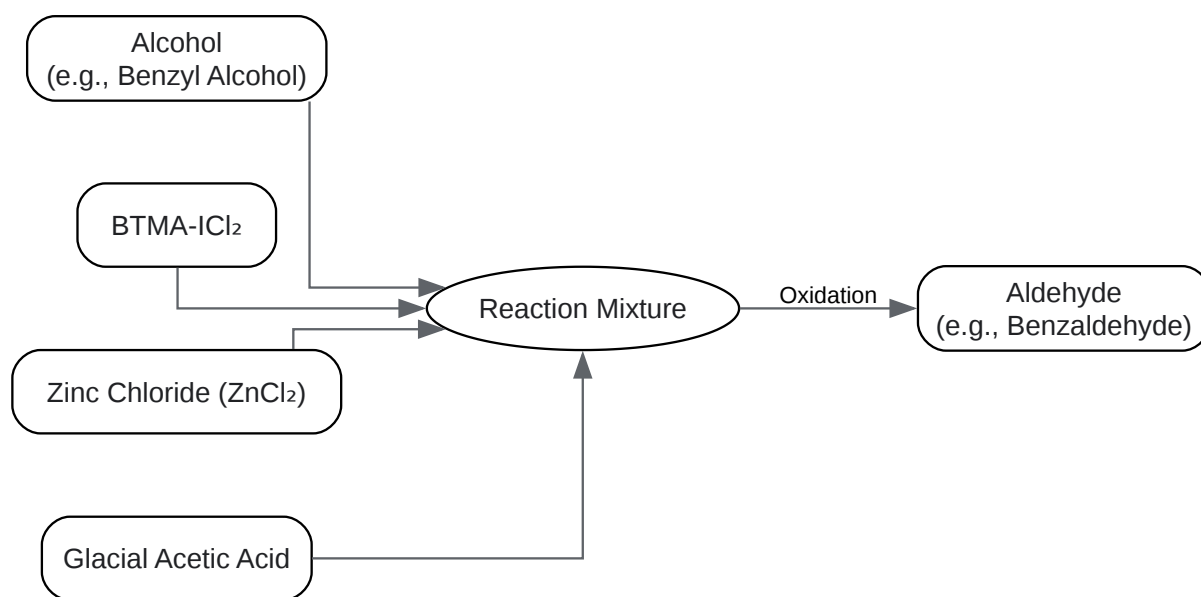 Alcohol
(e.g., Benzyl Alcohol)
BTMA-ICl₂
Reaction Mixture
Oxidation
Aldehyde
(e.g., Benzaldehyde)
Zinc Chloride (ZnCl₂)
Glacial Acetic Acid